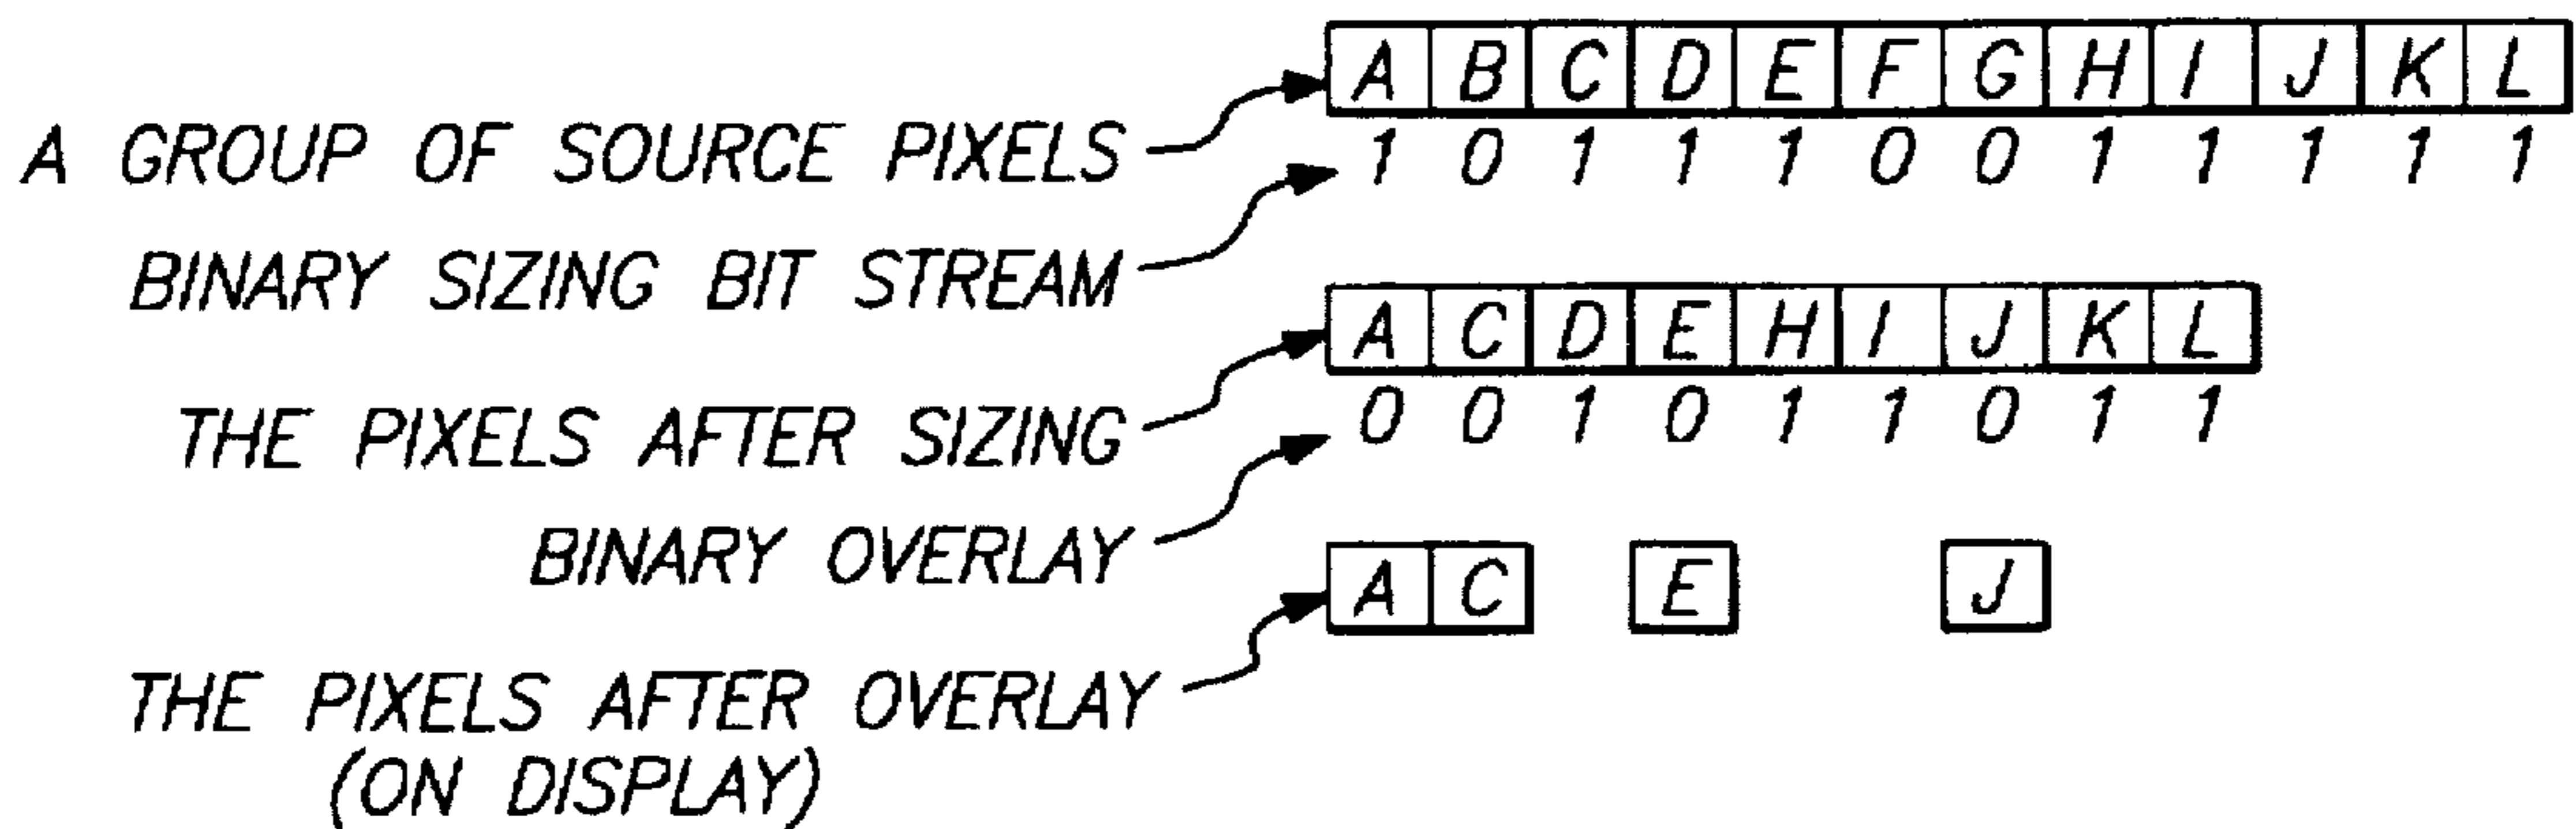 A B C D E F G H I J K L
A GROUP OF SOURCE PIXELS
1 0 1 1 1 0 0 1 1 1 1 1
BINARY SIZING BIT STREAM
A C D E H I J K L
THE PIXELS AFTER SIZING
0 0 1 0 1 1 0 1 1
BINARY OVERLAY
A C E J
THE PIXELS AFTER OVERLAY
(ON DISPLAY)